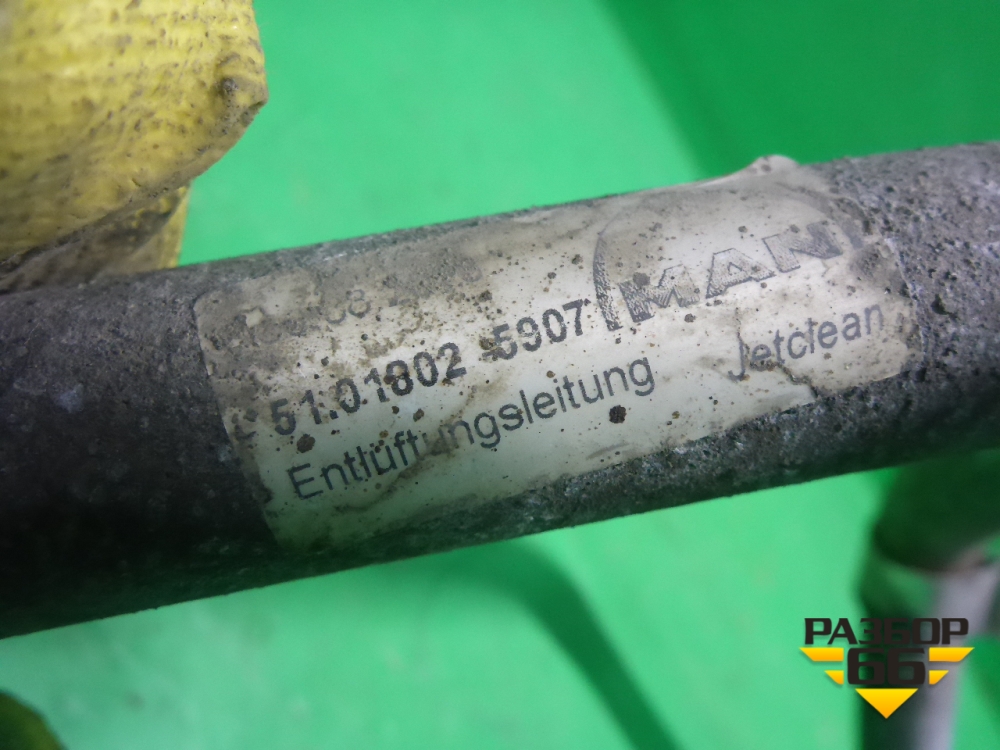 MAN
51.01802-5907
jetclean
Entlüftungsleitung
РАЗБОР
66